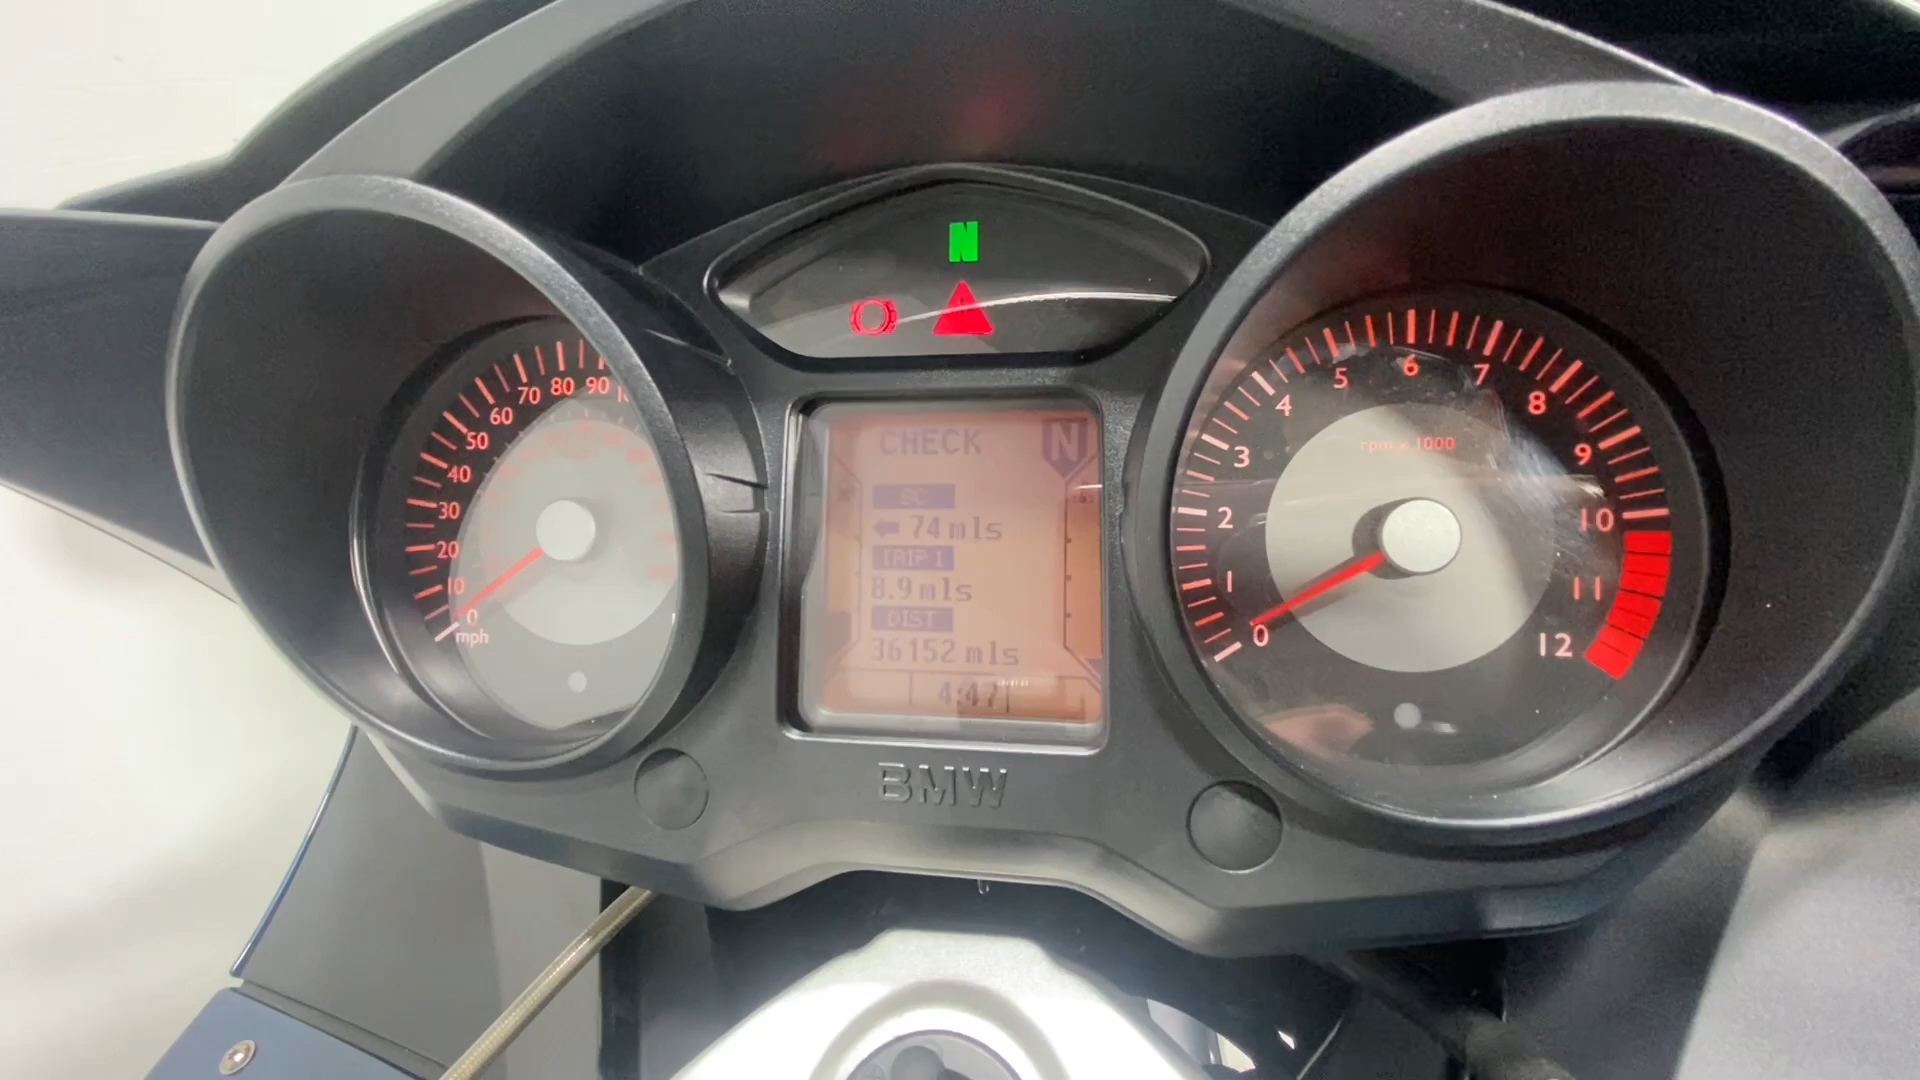 N
CHECK N
BC
74 mls
TRIP 1
8.9 mls
DIST
36152 mls
4:47
BMW
0 10 20 30 40 50 60 70 80 90
mph
0 1 2 3 4 5 6 7 8 9 10 11 12
rpm x 1000